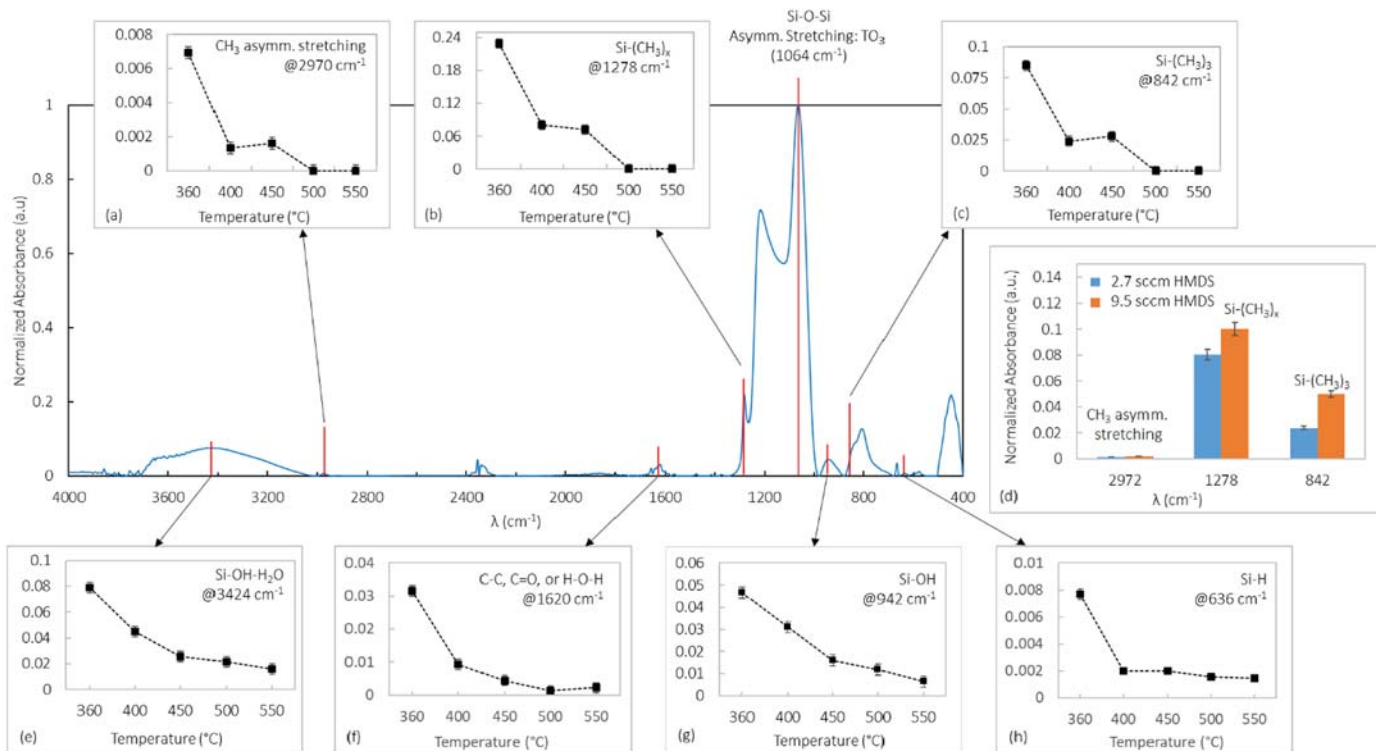 Si-O-Si
Asymm. Stretching: TO₃
(1064 cm⁻¹)
0.008
0.006
0.004
0.002
0
CH₃ asymm. stretching
@2970 cm⁻¹
360 400 450 500 550
Temperature (°C)
(a)
0.24
0.18
0.12
0.06
0.00
Si-(CH₃)ₓ
@1278 cm⁻¹
360 400 450 500 550
Temperature (°C)
(b)
0.1
0.075
0.05
0.025
0
Si-(CH₃)₃
@842 cm⁻¹
360 400 450 500 550
Temperature (°C)
(c)
Normalized Absorbance (a.u)
1
0.8
0.6
0.4
0.2
0
4000 3600 3200 2800 2400 2000 1600 1200 800 400
λ (cm⁻¹)
Normalized Absorbance (a.u.)
0.14
0.12
0.1
0.08
0.06
0.04
0.02
0
2.7 sccm HMDS
9.5 sccm HMDS
Si-(CH₃)ₓ
Si-(CH₃)₃
CH₃ asymm.
stretching
2972 1278 842
(d)
λ (cm⁻¹)
0.1
0.08
0.06
0.04
0.02
0
Si-OH-H₂O
@3424 cm⁻¹
360 400 450 500 550
(e)
Temperature (°C)
0.04
0.03
0.02
0.01
0
C-C, C=O, or H-O-H
@1620 cm⁻¹
360 400 450 500 550
(f)
Temperature (°C)
0.06
0.05
0.04
0.03
0.02
0.01
0
Si-OH
@942 cm⁻¹
360 400 450 500 550
(g)
Temperature (°C)
0.01
0.008
0.006
0.004
0.002
0
Si-H
@636 cm⁻¹
360 400 450 500 550
(h)
Temperature (°C)